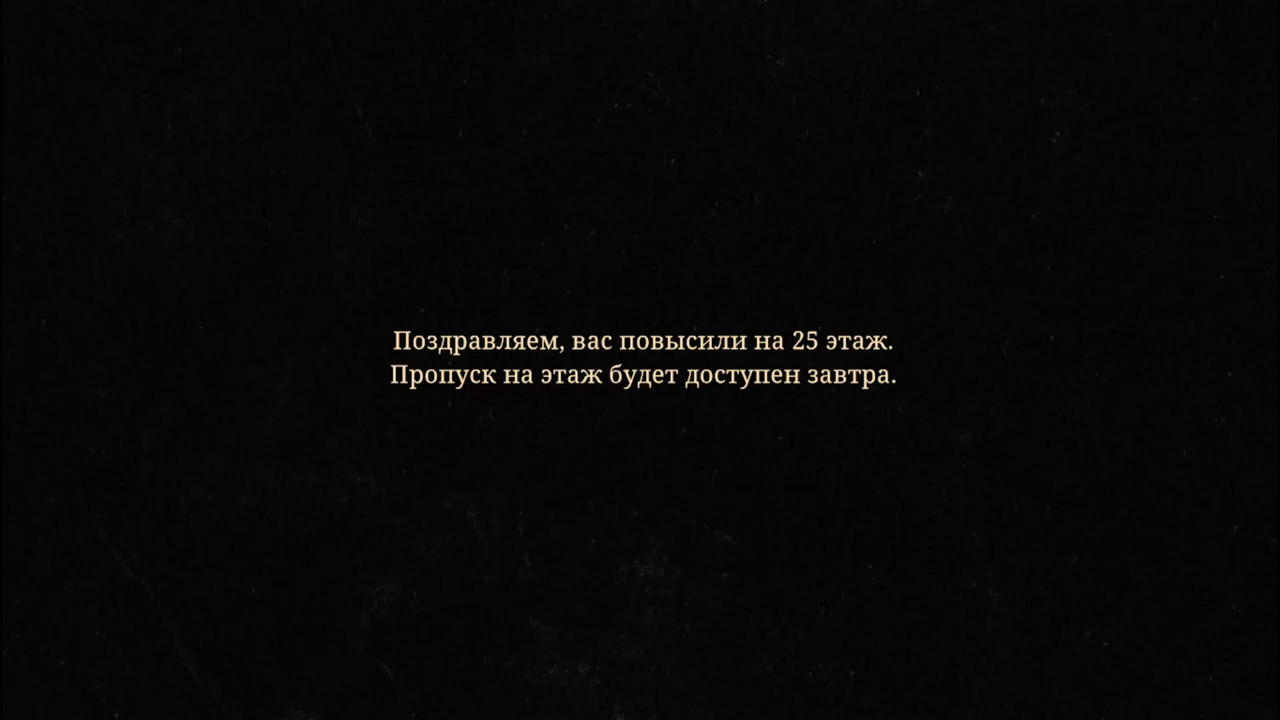 Поздравляем, вас повысили на 25 этаж.
Пропуск на этаж будет доступен завтра.